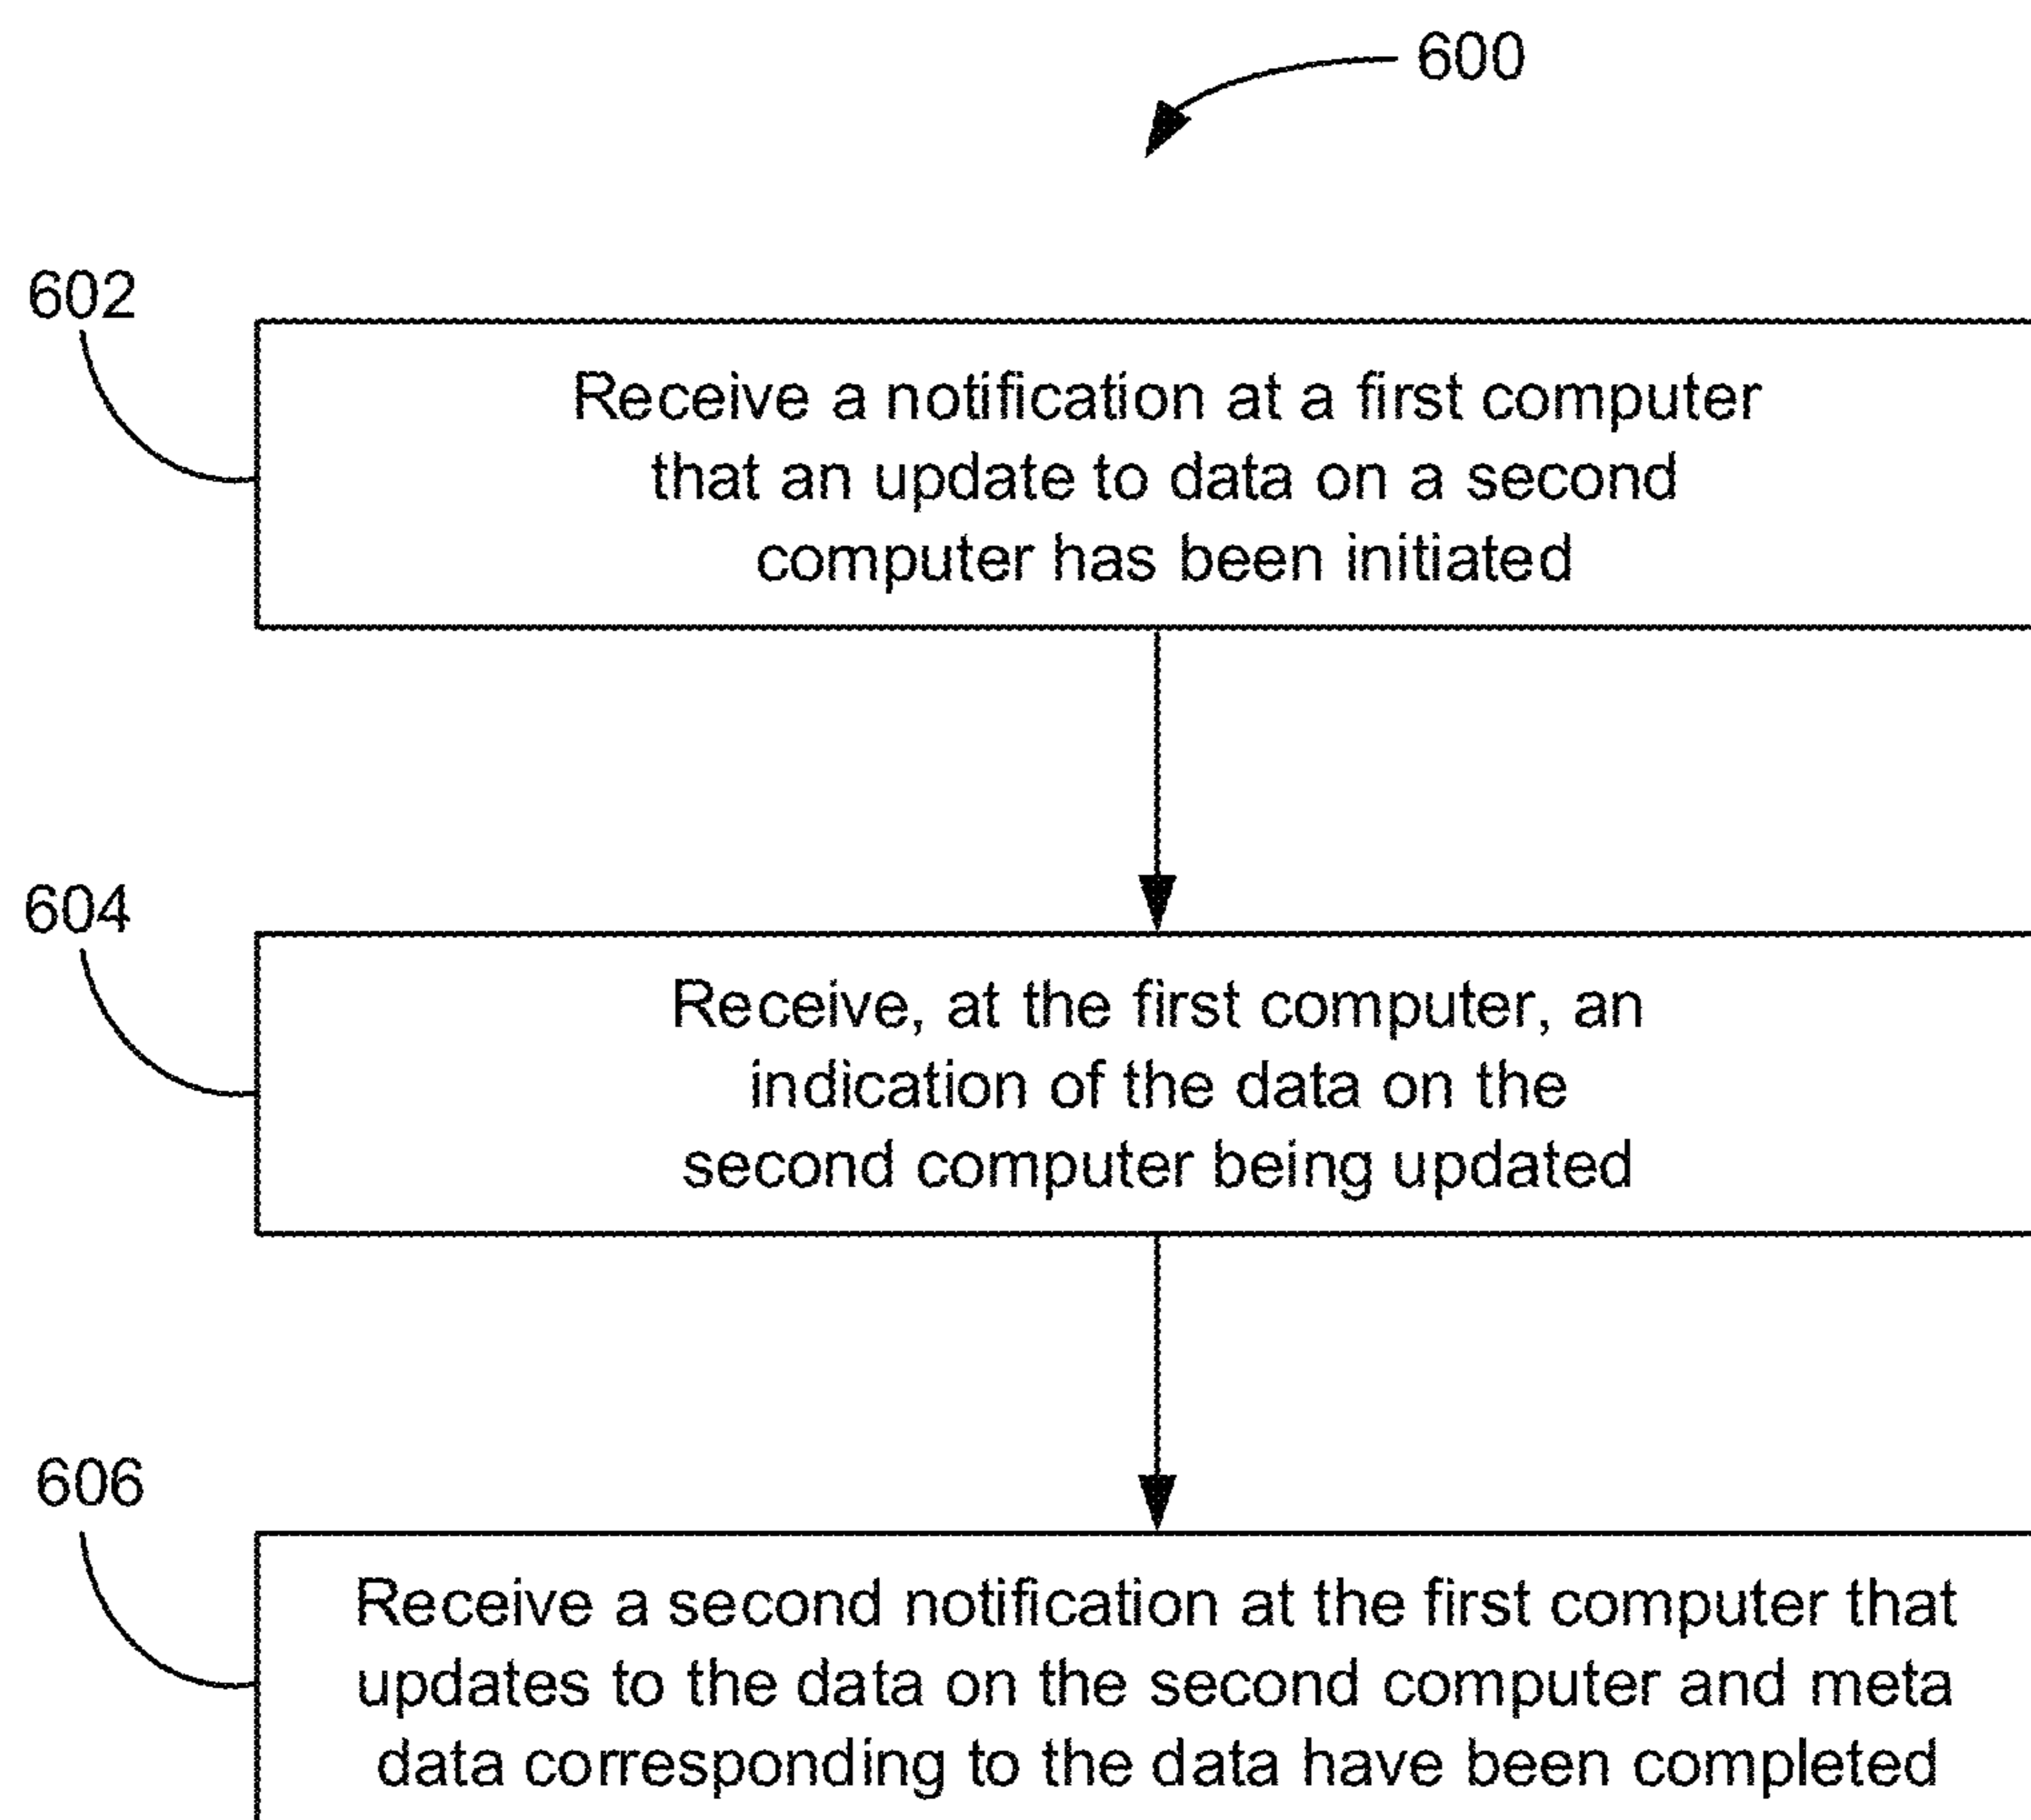 600
602
Receive a notification at a first computer
that an update to data on a second
computer has been initiated
604
Receive, at the first computer, an
indication of the data on the
second computer being updated
606
Receive a second notification at the first computer that
updates to the data on the second computer and meta
data corresponding to the data have been completed